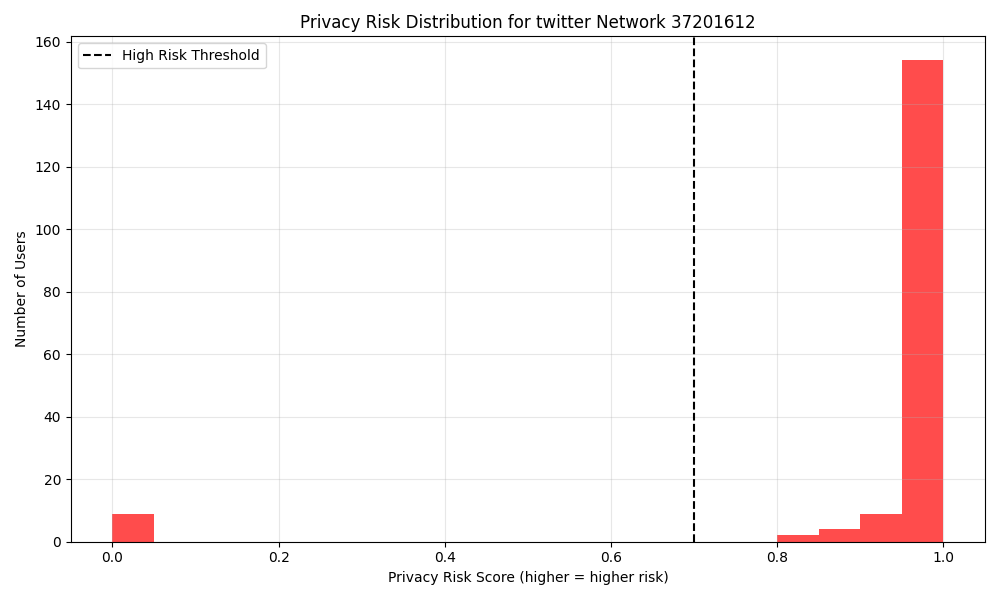 Privacy Risk Distribution for twitter Network 37201612
High Risk Threshold
160
140
120
100
80
60
40
20
0
Number of Users
0.0 0.2 0.4 0.6 0.8 1.0
Privacy Risk Score (higher = higher risk)